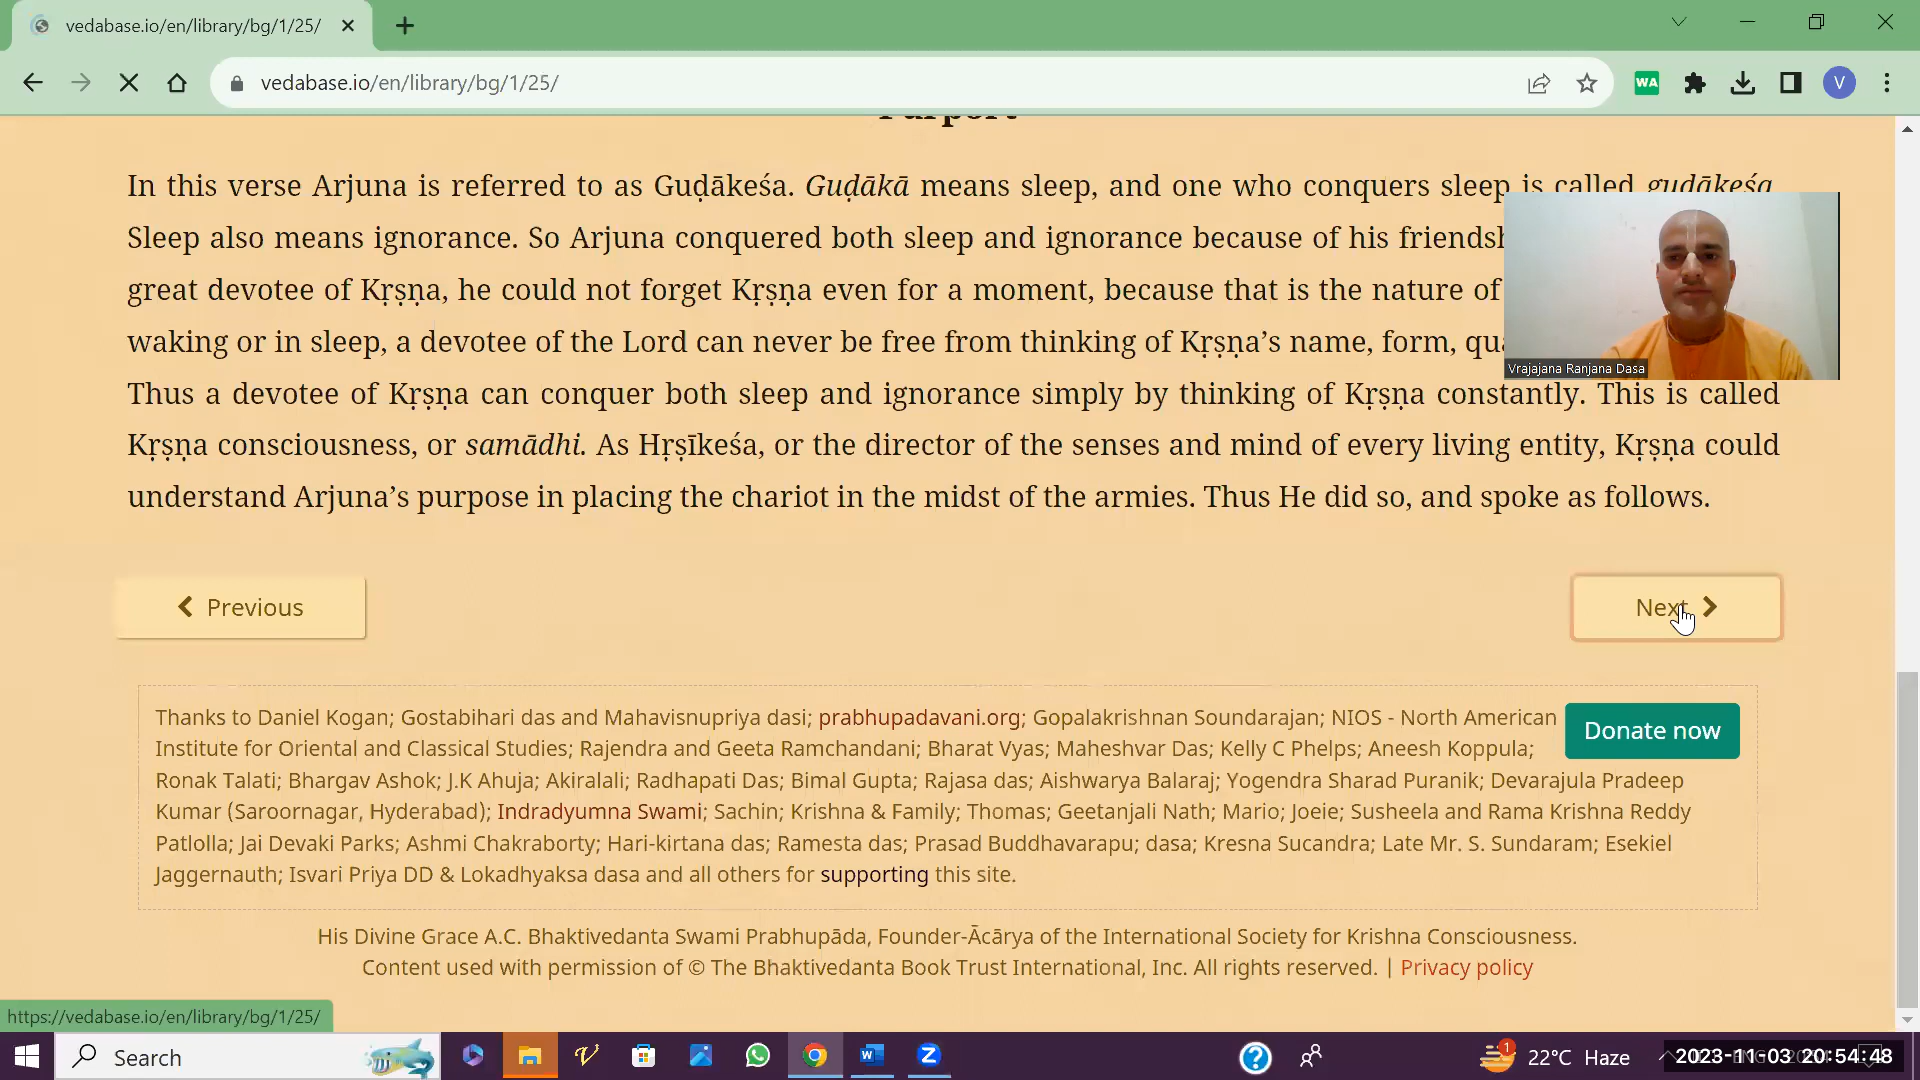 vedabase.io/en/library/bg/1/25/
vedabase.io/en/library/bg/1/25/
WA
V
Purport
In this verse Arjuna is referred to as Guḍākeśa. Guḍākā means sleep, and one who conquers sleep is called guḍākeśa.
Sleep also means ignorance. So Arjuna conquered both sleep and ignorance because of his
great devotee of Kṛṣṇa, he could not forget Kṛṣṇa even for a moment, because that is the nature of
waking or in sleep, a devotee of the Lord can never be free from thinking of Kṛṣṇa’s name, form,
Vrajajana Ranjana Dasa
Thus a devotee of Kṛṣṇa can conquer both sleep and ignorance simply by thinking of Kṛṣṇa constantly. This is called
Kṛṣṇa consciousness, or samādhi. As Hṛṣīkeśa, or the director of the senses and mind of every living entity, Kṛṣṇa could
understand Arjuna’s purpose in placing the chariot in the midst of the armies. Thus He did so, and spoke as follows.
Previous
Next
Thanks to Daniel Kogan; Gostabihari das and Mahavisnupriya dasi; prabhupadavani.org; Gopalakrishnan Soundarajan; NIOS - North American
Institute for Oriental and Classical Studies; Rajendra and Geeta Ramchandani; Bharat Vyas; Maheshvar Das; Kelly C Phelps; Aneesh Koppula;
Donate now
Ronak Talati; Bhargav Ashok; J.K Ahuja; Akiralali; Radhapati Das; Bimal Gupta; Rajasa das; Aishwarya Balaraj; Yogendra Sharad Puranik; Devarajula Pradeep
Kumar (Saroornagar, Hyderabad); Indradyumna Swami; Sachin; Krishna & Family; Thomas; Geetanjali Nath; Mario; Joeie; Susheela and Rama Krishna Reddy
Patlolla; Jai Devaki Parks; Ashmi Chakraborty; Hari-kirtana das; Ramesta das; Prasad Buddhavarapu; dasa; Kresna Sucandra; Late Mr. S. Sundaram; Esekiel
Jaggernauth; Isvari Priya DD & Lokadhyaksa dasa and all others for supporting this site.
His Divine Grace A.C. Bhaktivedanta Swami Prabhupāda, Founder-Ācārya of the International Society for Krishna Consciousness.
Content used with permission of © The Bhaktivedanta Book Trust International, Inc. All rights reserved. | Privacy policy
https://vedabase.io/en/library/bg/1/25/
Search
1
22°C Haze
2023-11-03 20:54:48